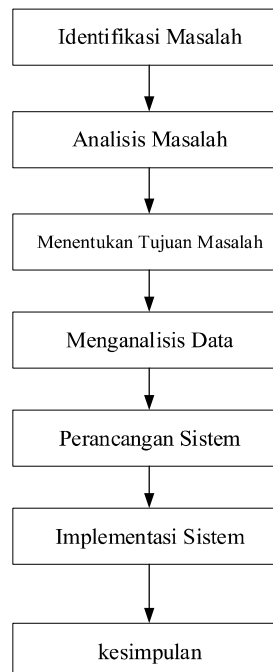 Identifikasi Masalah
Analisis Masalah
Menentukan Tujuan Masalah
Menganalisis Data
Perancangan Sistem
Implementasi Sistem
kesimpulan